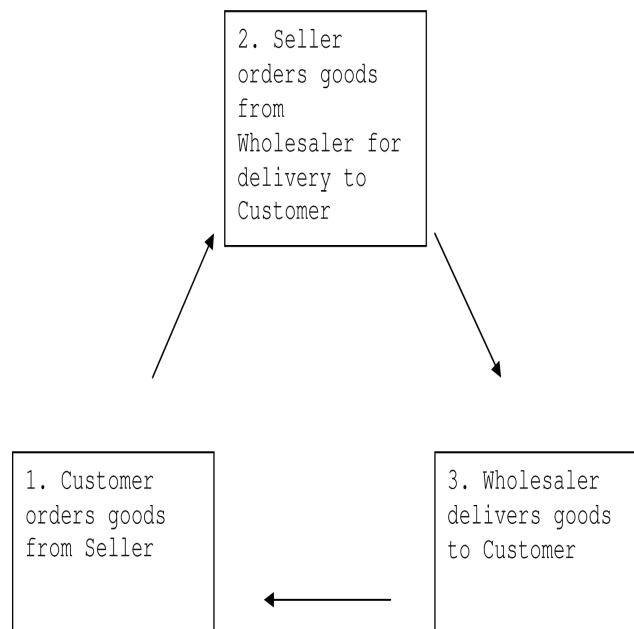 2. Seller
orders goods
from
Wholesaler for
delivery to
Customer
1. Customer
orders goods
from Seller
3. Wholesaler
delivers goods
to Customer